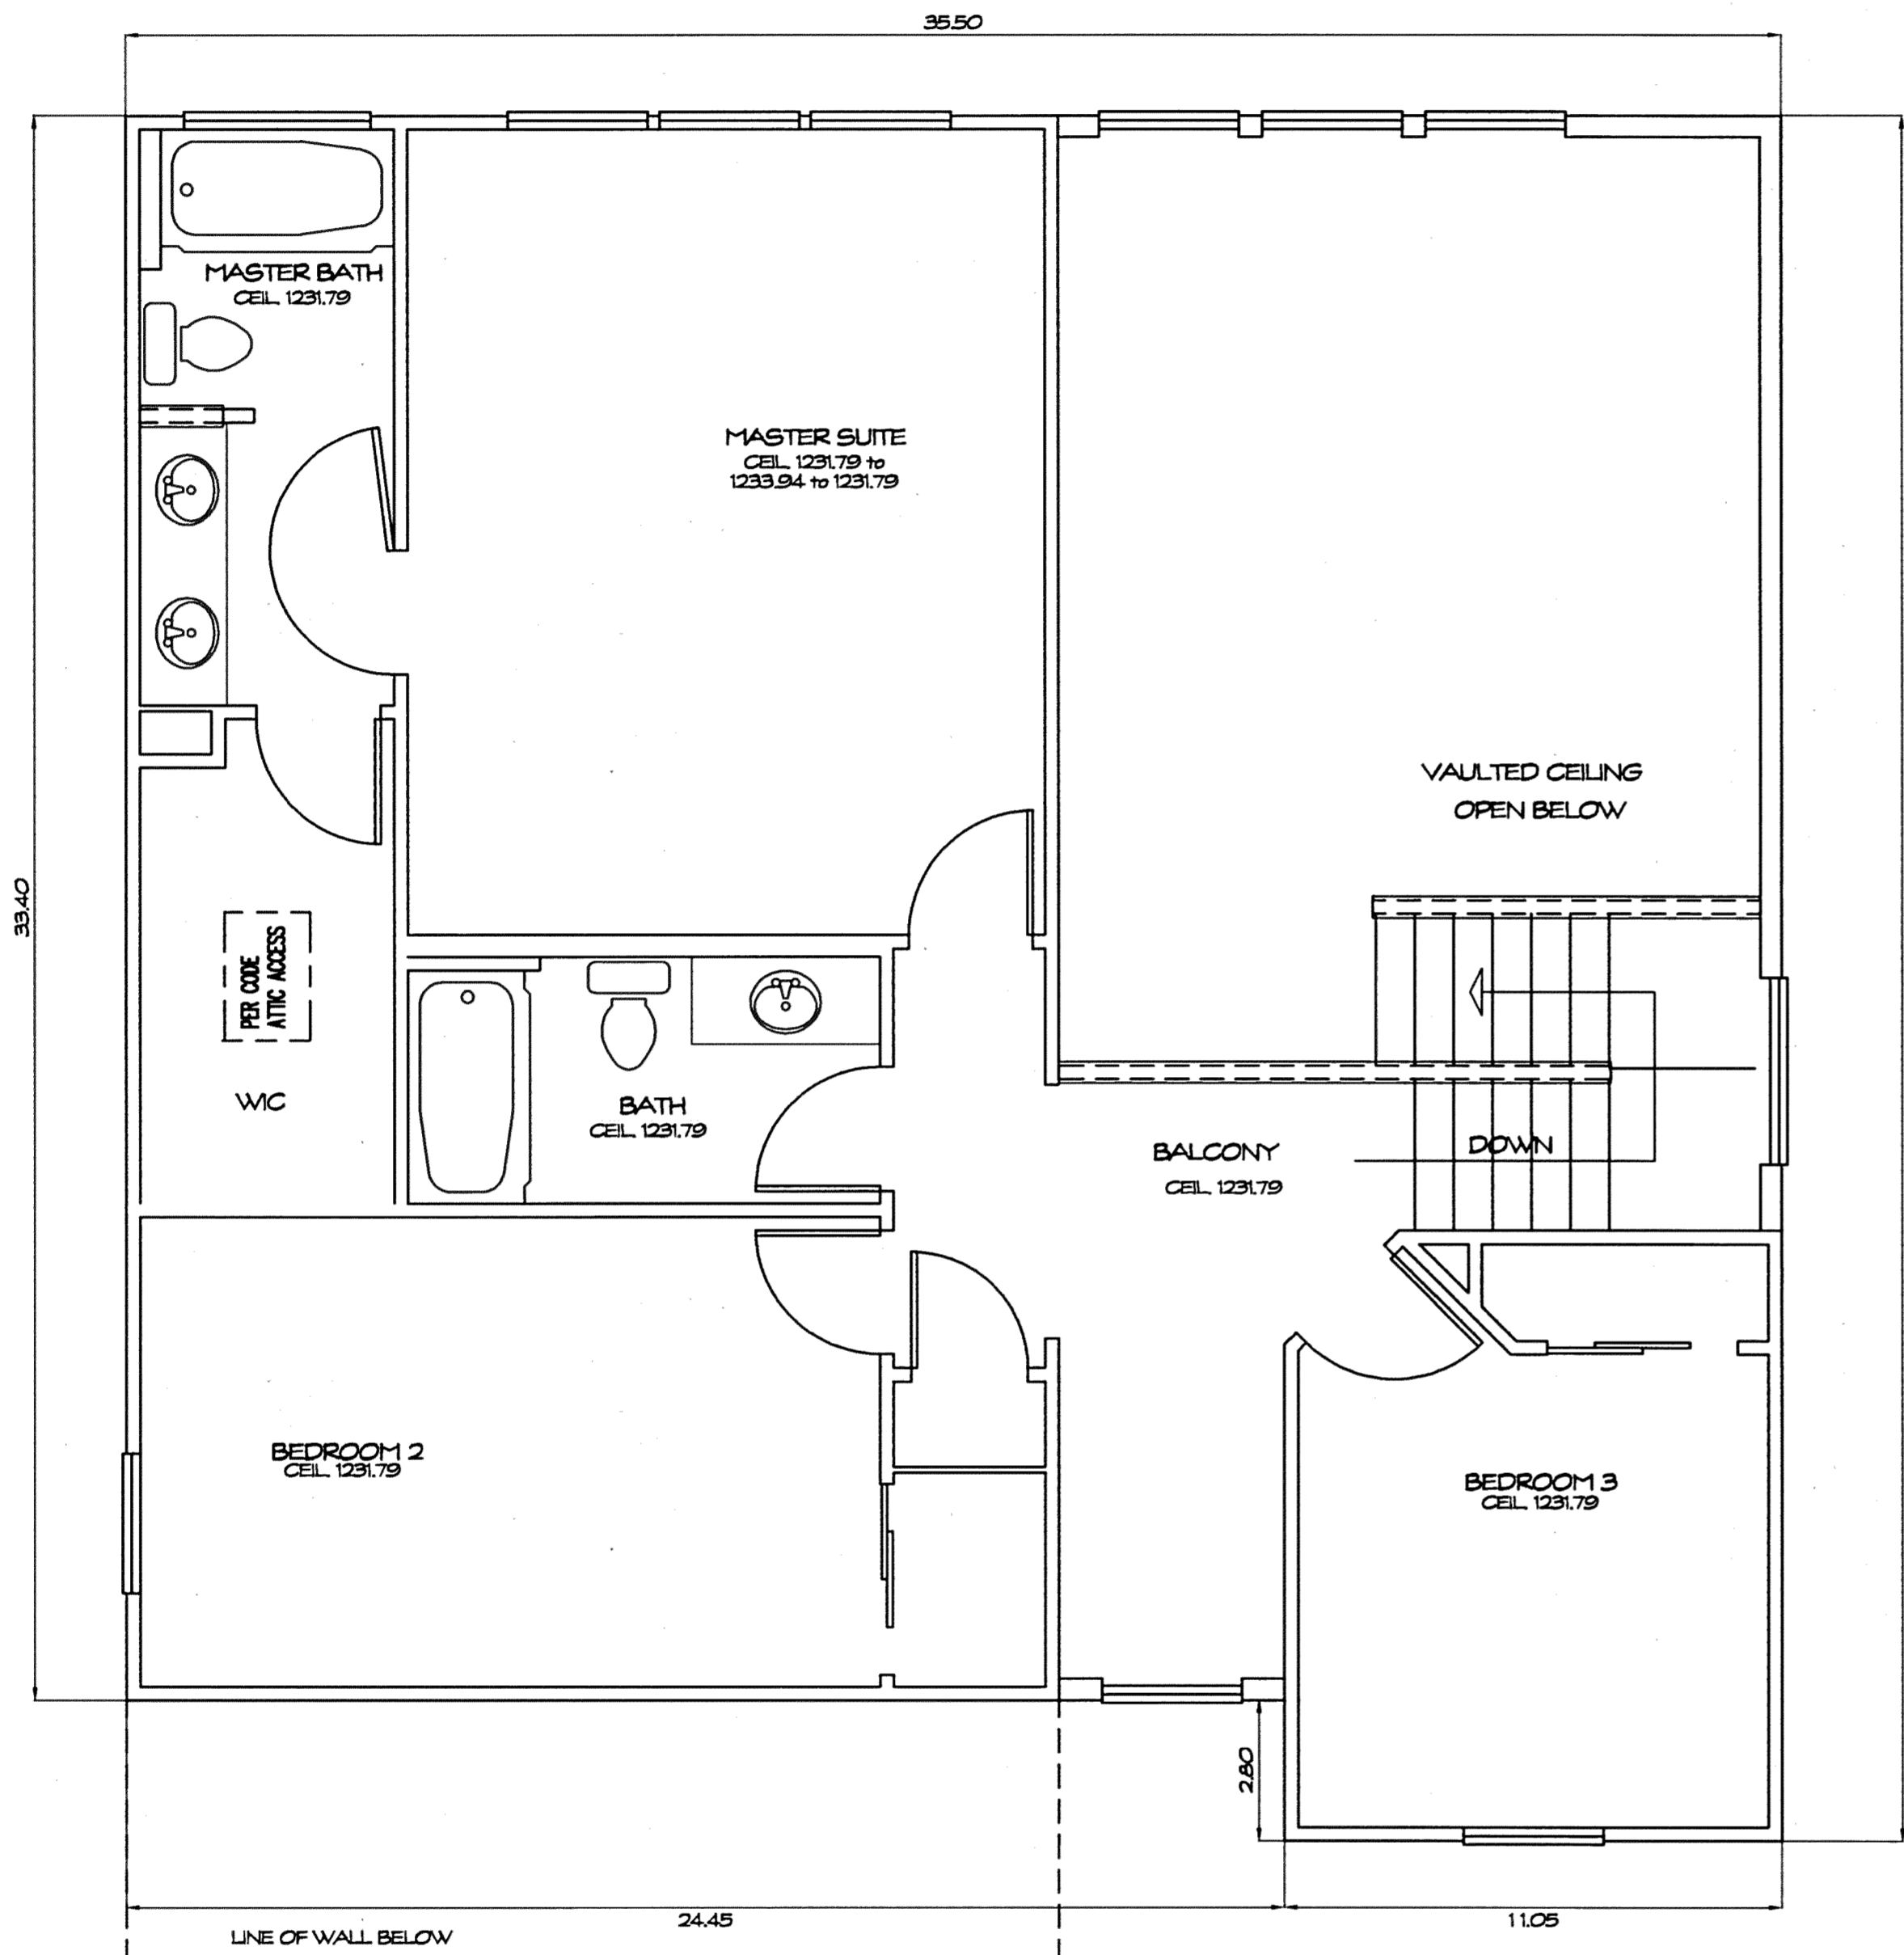 35.50
MASTER BATH
CEIL. 1231.79
MASTER SUITE
CEIL. 1231.79 to
1233.94 to 1231.79
VAULTED CEILING
OPEN BELOW
33.40
PER CODE
ATTIC ACCESS
WIC
BATH
CEIL. 1231.79
BALCONY
CEIL. 1231.79
DOWN
BEDROOM 2
CEIL. 1231.79
BEDROOM 3
CEIL. 1231.79
2.80
24.45
11.05
LINE OF WALL BELOW